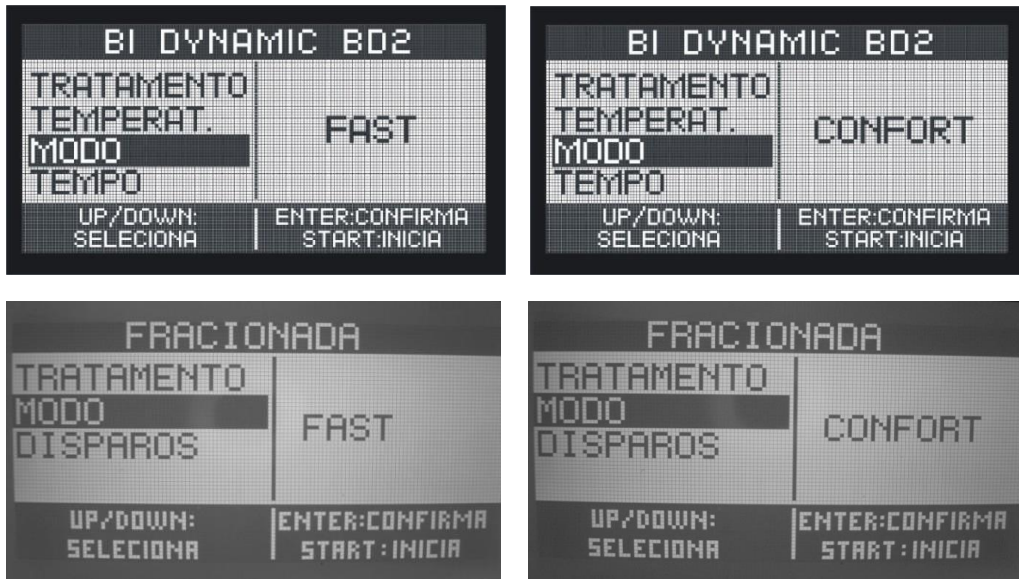 BI DYNAMIC BD2
TRATAMENTO
TEMPERAT.
MODO
TEMPO
FAST
UP/DOWN:
SELECIONA
ENTER:CONFIRMA
START:INICIA
BI DYNAMIC BD2
TRATAMENTO
TEMPERAT.
MODO
TEMPO
CONFORT
UP/DOWN:
SELECIONA
ENTER:CONFIRMA
START:INICIA
FRACIONADA
TRATAMENTO
MODO
DISPAROS
FAST
UP/DOWN:
SELECIONA
ENTER:CONFIRMA
START:INICIA
FRACIONADA
TRATAMENTO
MODO
DISPAROS
CONFORT
UP/DOWN:
SELECIONA
ENTER:CONFIRMA
START:INICIA